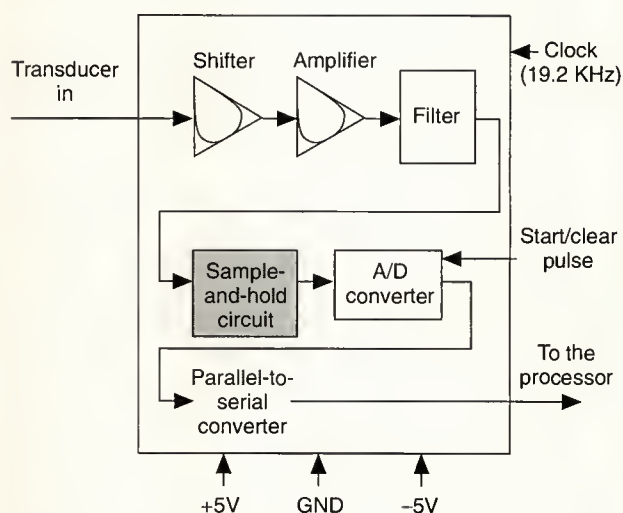 Shifter
Amplifier
Clock
(19.2 KHz)
Transducer
in
Filter
Start/clear
pulse
Sample-
and-hold
circuit
A/D
converter
To the
processor
Parallel-to-
serial
converter
+5V
GND
–5V